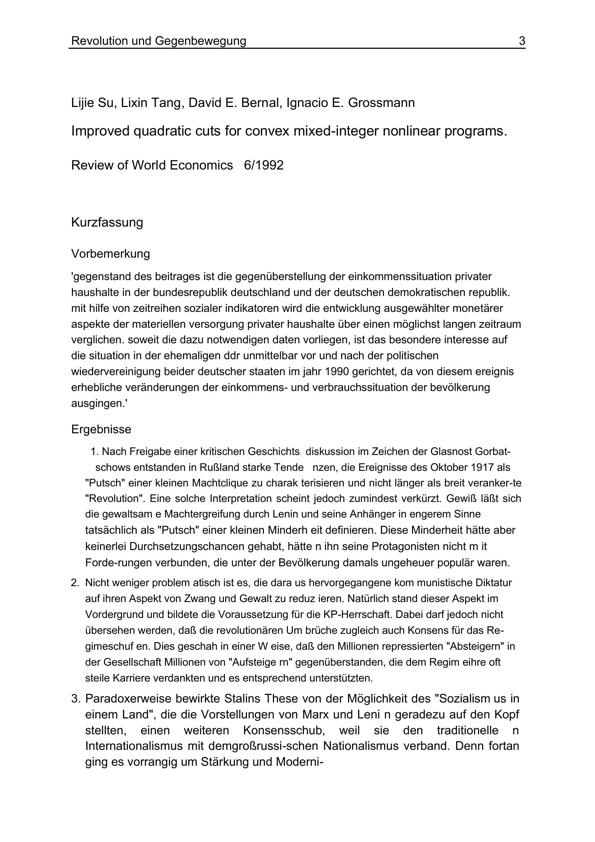 Revolution und Gegenbewegung 3
Lijie Su, Lixin Tang, David E. Bernal, Ignacio E. Grossmann
Improved quadratic cuts for convex mixed-integer nonlinear programs.
Review of World Economics 6/1992
Kurzfassung
Vorbemerkung
'gegenstand des beitrages ist die gegenüberstellung der einkommenssituation privater
haushalte in der bundesrepublik deutschland und der deutschen demokratischen republik.
mit hilfe von zeitreihen sozialer indikatoren wird die entwicklung ausgewählter monetärer
aspekte der materiellen versorgung privater haushalte über einen möglichst langen zeitraum
verglichen. soweit die dazu notwendigen daten vorliegen, ist das besondere interesse auf
die situation in der ehemaligen ddr unmittelbar vor und nach der politischen
wiedervereinigung beider deutscher staaten im jahr 1990 gerichtet, da von diesem ereignis
erhebliche veränderungen der einkommens- und verbrauchssituation der bevölkerung
ausgingen.'
Ergebnisse
1. Nach Freigabe einer kritischen Geschichts diskussion im Zeichen der Glasnost Gorbat-
schows entstanden in Rußland starke Tende nzen, die Ereignisse des Oktober 1917 als
"Putsch" einer kleinen Machtclique zu charak terisieren und nicht länger als breit veranker-te
"Revolution". Eine solche Interpretation scheint jedoch zumindest verkürzt. Gewiß läßt sich
die gewaltsam e Machtergreifung durch Lenin und seine Anhänger in engerem Sinne
tatsächlich als "Putsch" einer kleinen Minderh eit definieren. Diese Minderheit hätte aber
keinerlei Durchsetzungschancen gehabt, hätte n ihn seine Protagonisten nicht m it
Forde-rungen verbunden, die unter der Bevölkerung damals ungeheuer populär waren.
2. Nicht weniger problem atisch ist es, die dara us hervorgegangene kom munistische Diktatur
auf ihren Aspekt von Zwang und Gewalt zu reduz ieren. Natürlich stand dieser Aspekt im
Vordergrund und bildete die Voraussetzung für die KP-Herrschaft. Dabei darf jedoch nicht
übersehen werden, daß die revolutionären Um brüche zugleich auch Konsens für das Re-
gimeschuf en. Dies geschah in einer W eise, daß den Millionen repressierten "Absteigern" in
der Gesellschaft Millionen von "Aufsteige rn" gegenüberstanden, die dem Regim eihre oft
steile Karriere verdankten und es entsprechend unterstützten.
3. Paradoxerweise bewirkte Stalins These von der Möglichkeit des "Sozialism us in
einem Land", die die Vorstellungen von Marx und Leni n geradezu auf den Kopf
stellten, einen weiteren Konsensschub, weil sie den traditionelle n
Internationalismus mit demgroßrussi-schen Nationalismus verband. Denn fortan
ging es vorrangig um Stärkung und Moderni-